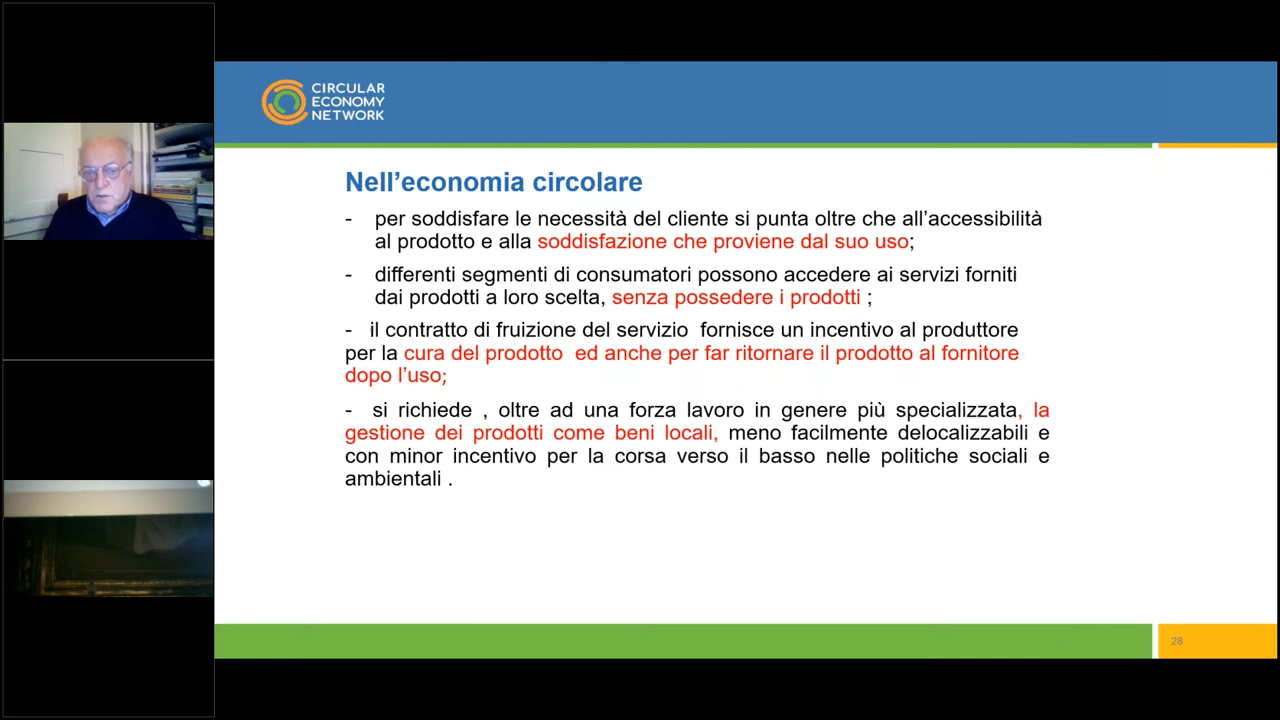 CIRCULAR
ECONOMY
NETWORK
Nell’economia circolare
- per soddisfare le necessità del cliente si punta oltre che all’accessibilità
al prodotto e alla soddisfazione che proviene dal suo uso;
- differenti segmenti di consumatori possono accedere ai servizi forniti
dai prodotti a loro scelta, senza possedere i prodotti ;
- il contratto di fruizione del servizio fornisce un incentivo al produttore
per la cura del prodotto ed anche per far ritornare il prodotto al fornitore
dopo l’uso;
- si richiede , oltre ad una forza lavoro in genere più specializzata, la
gestione dei prodotti come beni locali, meno facilmente delocalizzabili e
con minor incentivo per la corsa verso il basso nelle politiche sociali e
ambientali .
28